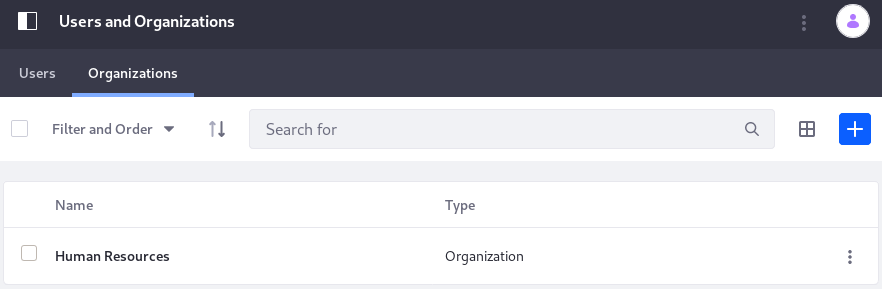 Users and Organizations
Users Organizations
Filter and Order Search for
Name Type
Human Resources Organization